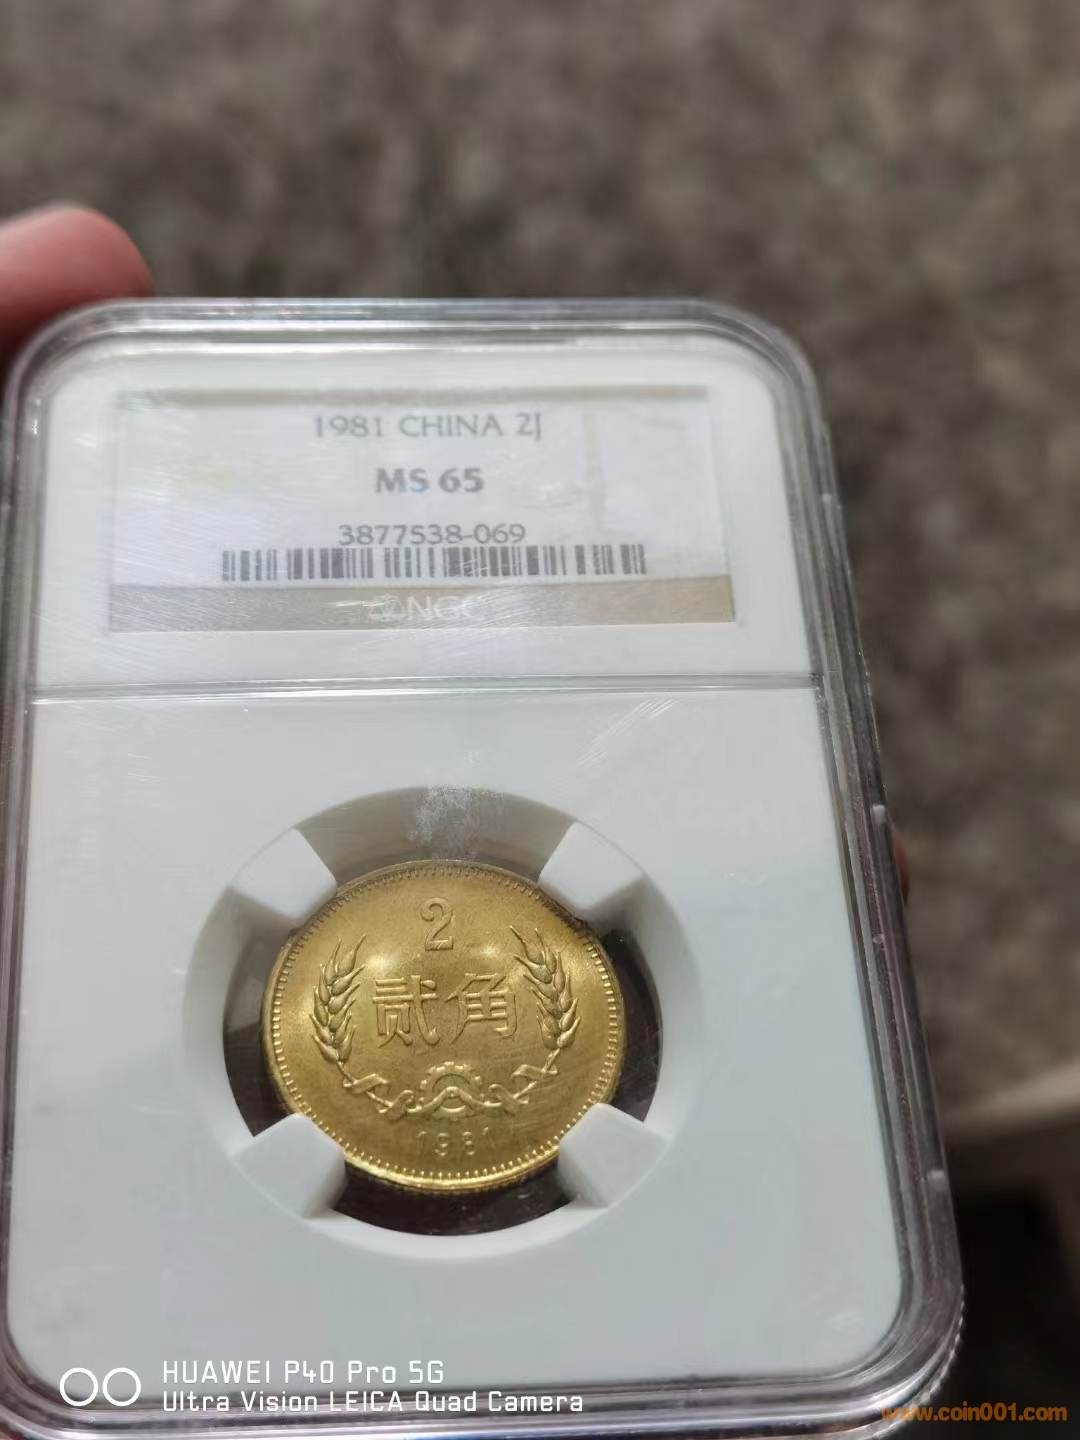 1981 CHINA 2J
MS 65
3877538-069
NGC
2
贰角
1981
HUAWEI P40 Pro 5G
Ultra Vision LEICA Quad Camera
www.coin001.com